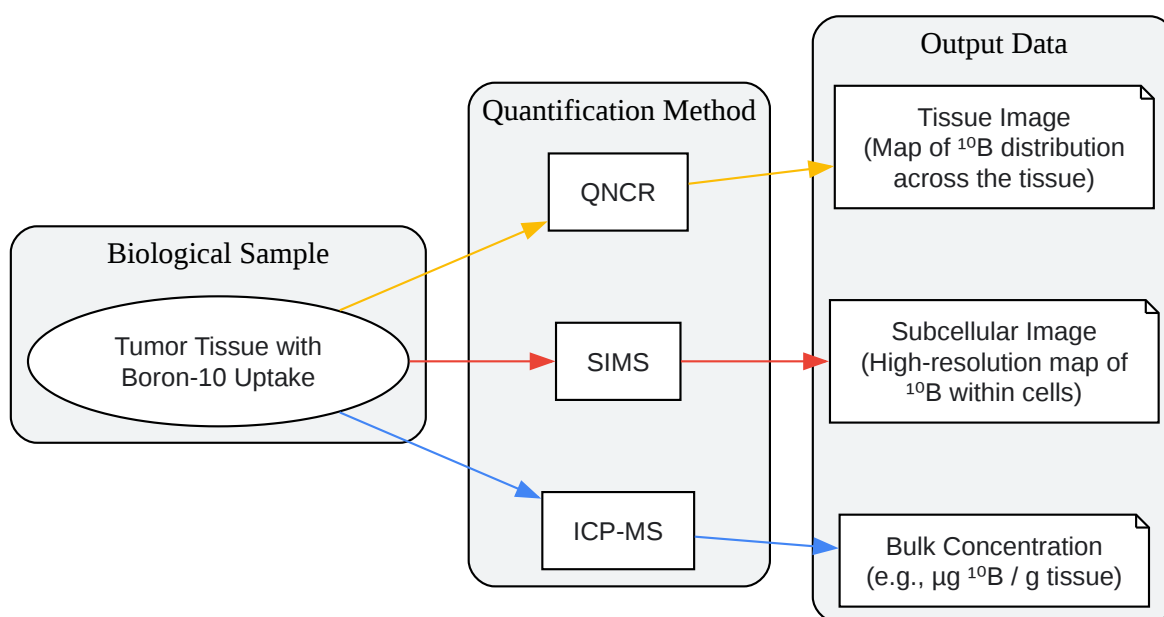 Biological Sample
Tumor Tissue with
Boron-10 Uptake
Quantification Method
QNCR
SIMS
ICP-MS
Output Data
Tissue Image
(Map of ¹⁰B distribution
across the tissue)
Subcellular Image
(High-resolution map of
¹⁰B within cells)
Bulk Concentration
(e.g., µg ¹⁰B / g tissue)